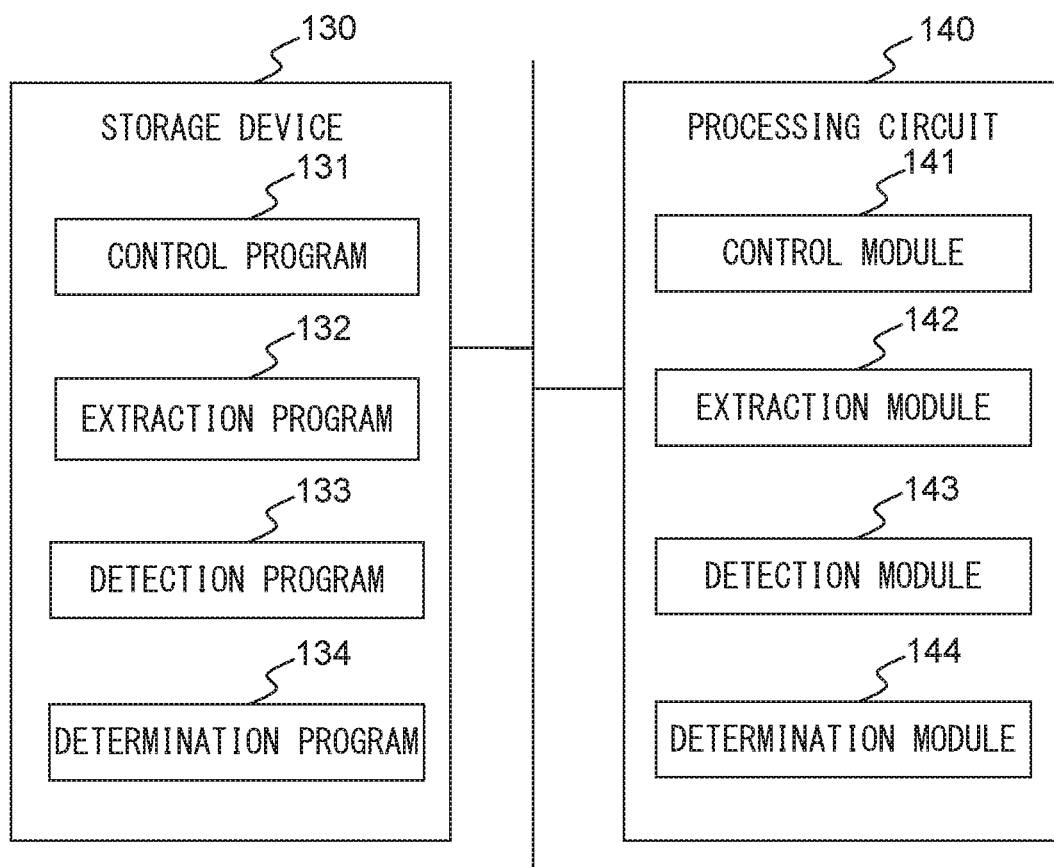 130
STORAGE DEVICE
131
CONTROL PROGRAM
132
EXTRACTION PROGRAM
133
DETECTION PROGRAM
134
DETERMINATION PROGRAM
140
PROCESSING CIRCUIT
141
CONTROL MODULE
142
EXTRACTION MODULE
143
DETECTION MODULE
144
DETERMINATION MODULE